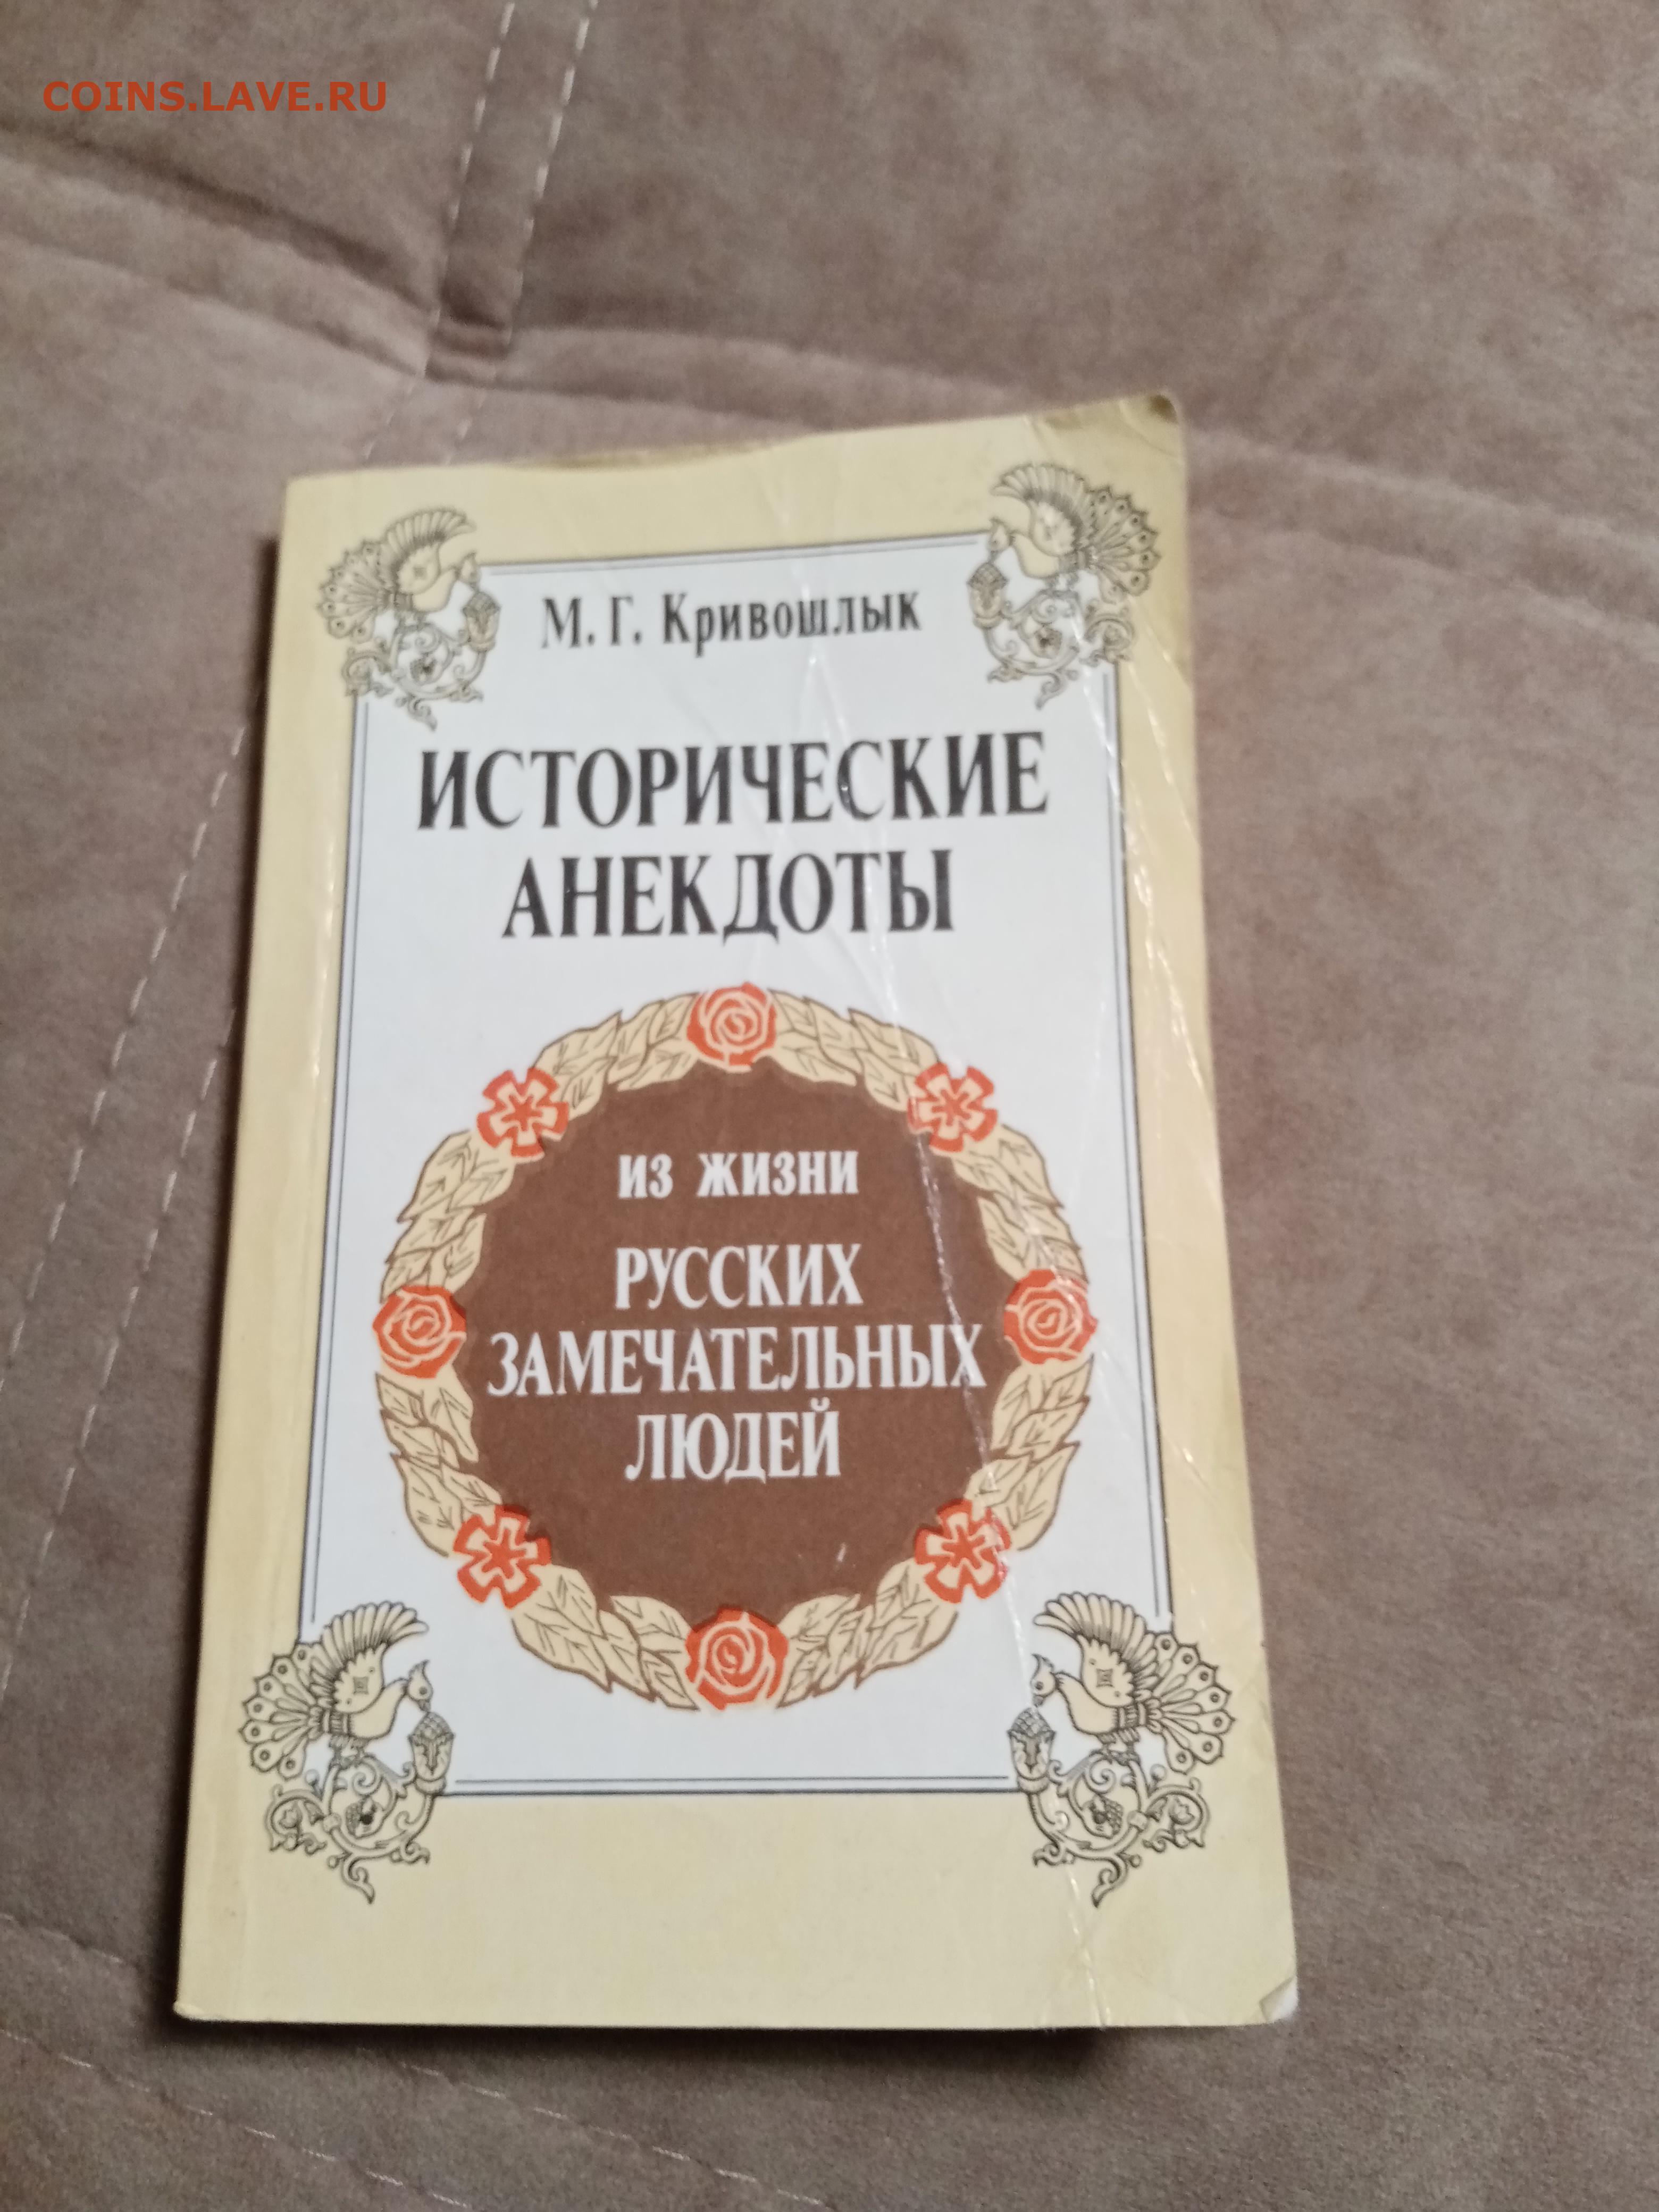 COINS.LAVE.RU
М. Г. Кривошлык
ИСТОРИЧЕСКИЕ
АНЕКДОТЫ
ИЗ ЖИЗНИ
РУССКИХ
ЗАМЕЧАТЕЛЬНЫХ
ЛЮДЕЙ